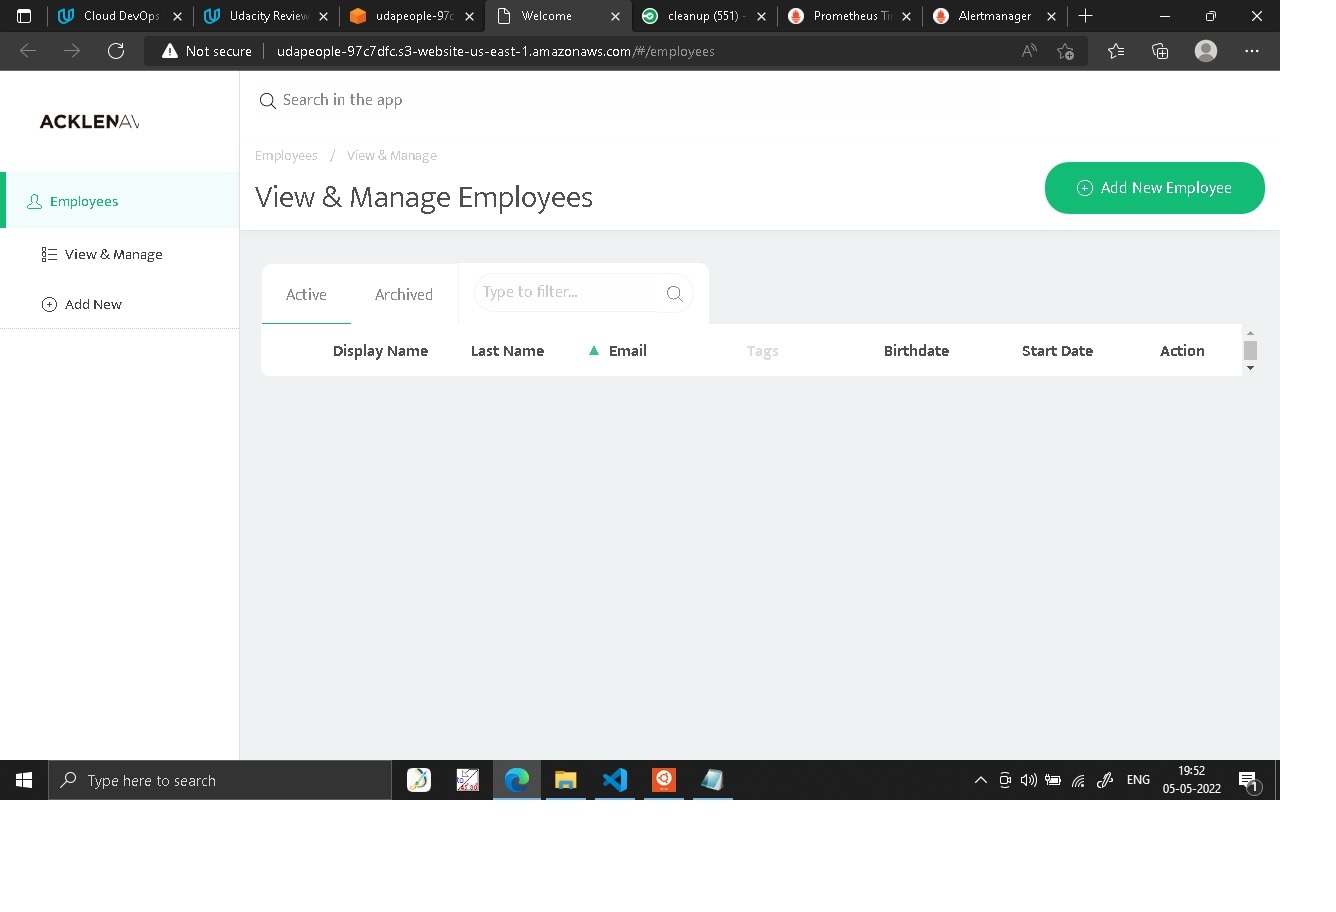 Cloud DevOps
Udacity Review
udapeople-97c
Welcome
cleanup (551) -
Prometheus Ti
Alertmanager
Not secure
udapeople-97c7dfc.s3-website-us-east-1.amazonaws.com/#/employees
Search in the app
ACKLENAV
Employees / View & Manage
View & Manage Employees
Add New Employee
Employees
View & Manage
Add New
Active
Archived
Type to filter...
Display Name Last Name Email Tags Birthdate Start Date Action
Type here to search
ENG
19:52
05-05-2022
1